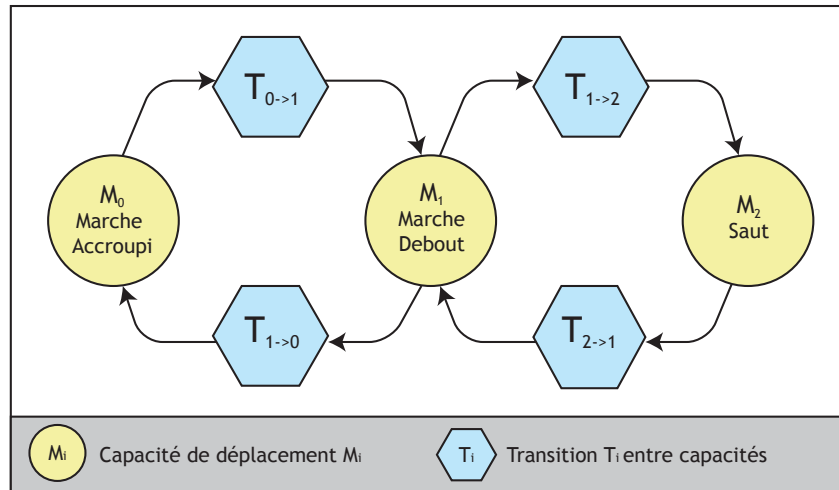 T0->1
T1->2
M0
Marche
Accroupi
M1
Marche
Debout
M2
Saut
T1->0
T2->1
Mi
Capacité de déplacement Mi
Ti
Transition Ti entre capacités